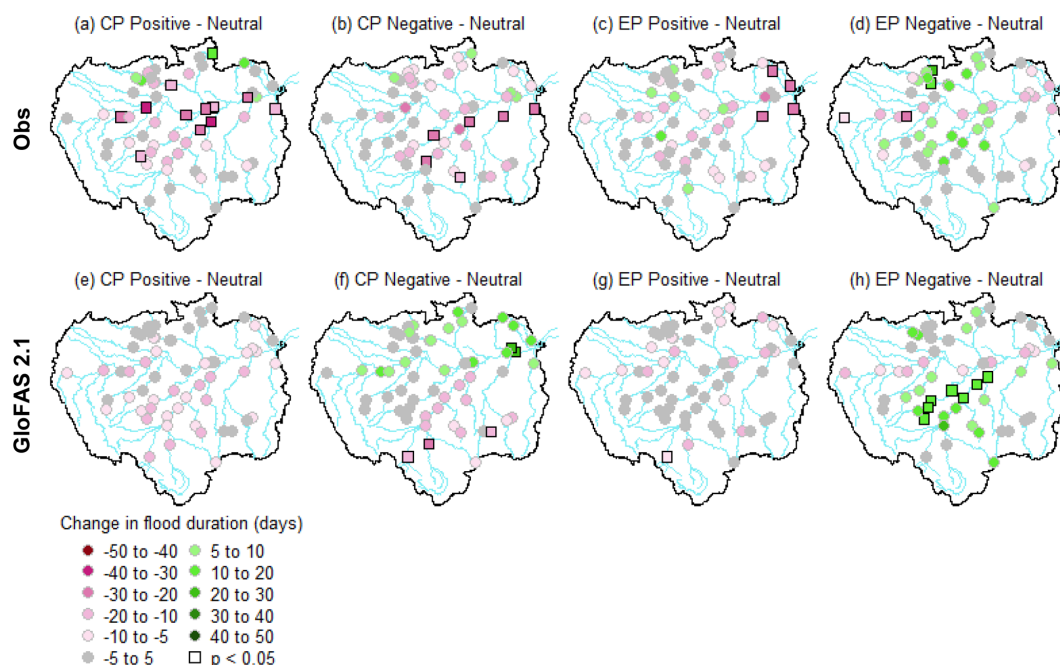 (a) CP Positive - Neutral
(b) CP Negative - Neutral
(c) EP Positive - Neutral
(d) EP Negative - Neutral
Obs
(e) CP Positive - Neutral
(f) CP Negative - Neutral
(g) EP Positive - Neutral
(h) EP Negative - Neutral
GloFAS 2.1
Change in flood duration (days)
-50 to -40
5 to 10
-40 to -30
10 to 20
-30 to -20
20 to 30
-20 to -10
30 to 40
-10 to -5
40 to 50
-5 to 5
p < 0.05